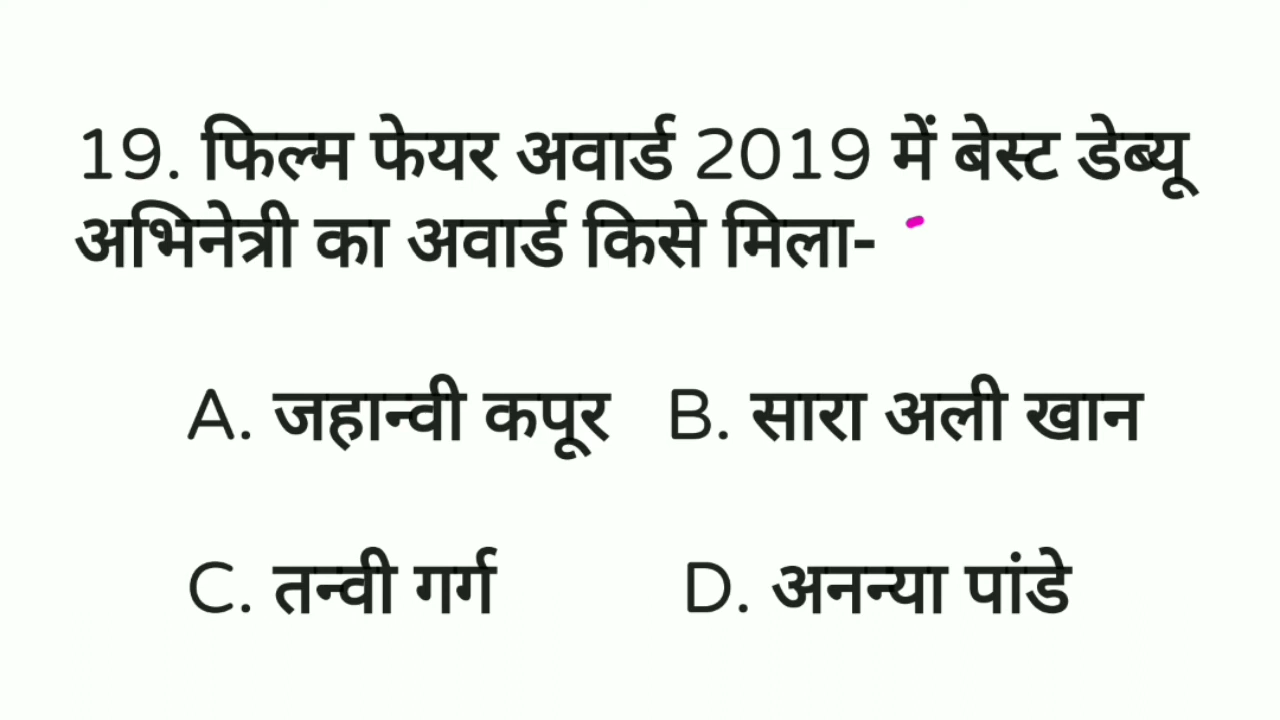 19. फिल्म फेयर अवार्ड 2019 में बेस्ट डेब्यू
अभिनेत्री का अवार्ड किसे मिला-
A. जहान्वी कपूर B. सारा अली खान
C. तन्वी गर्ग D. अनन्या पांडे